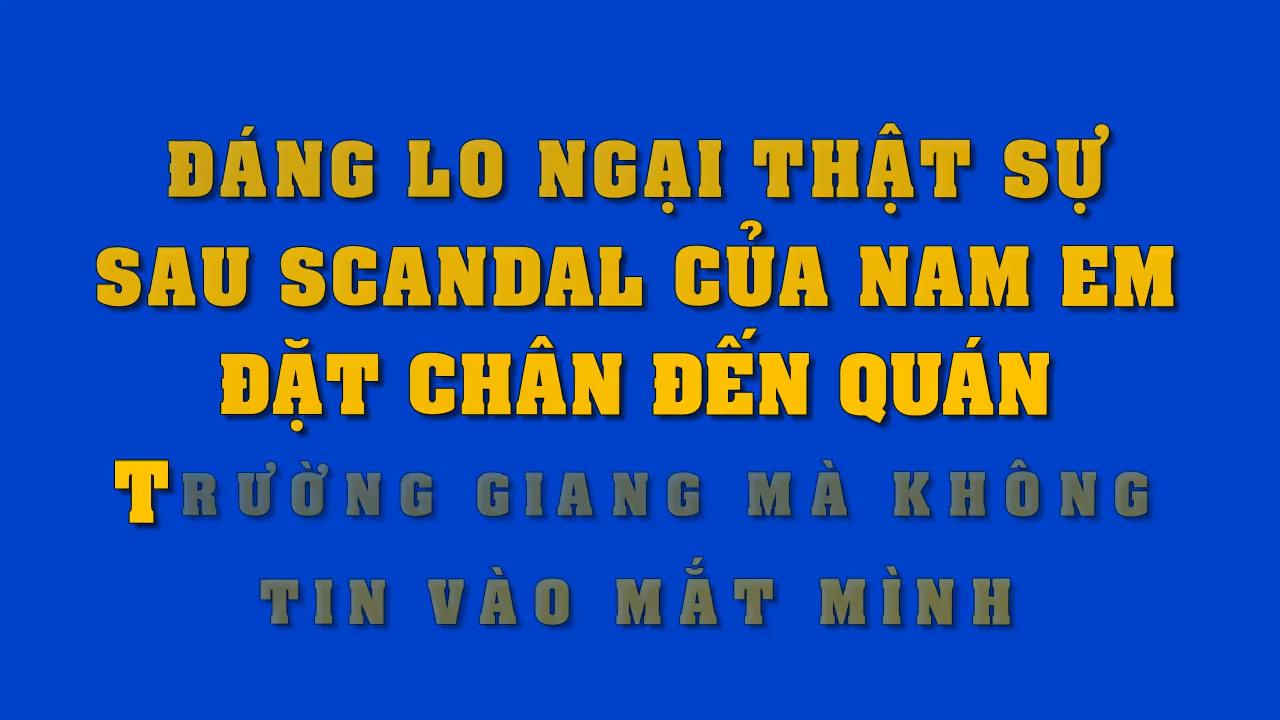 ĐÁNG LO NGẠI THẬT SỰ
SAU SCANDAL CỦA NAM EM
ĐẶT CHÂN ĐẾN QUÁN
TRƯỜNG GIANG MÀ KHÔNG
TIN VÀO MẮT MÌNH